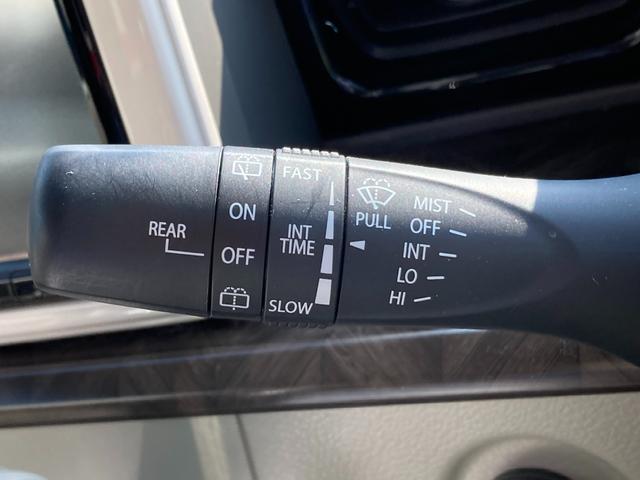 REAR
ON
OFF
FAST
INT
TIME
SLOW
PULL
MIST
OFF
INT
LO
HI